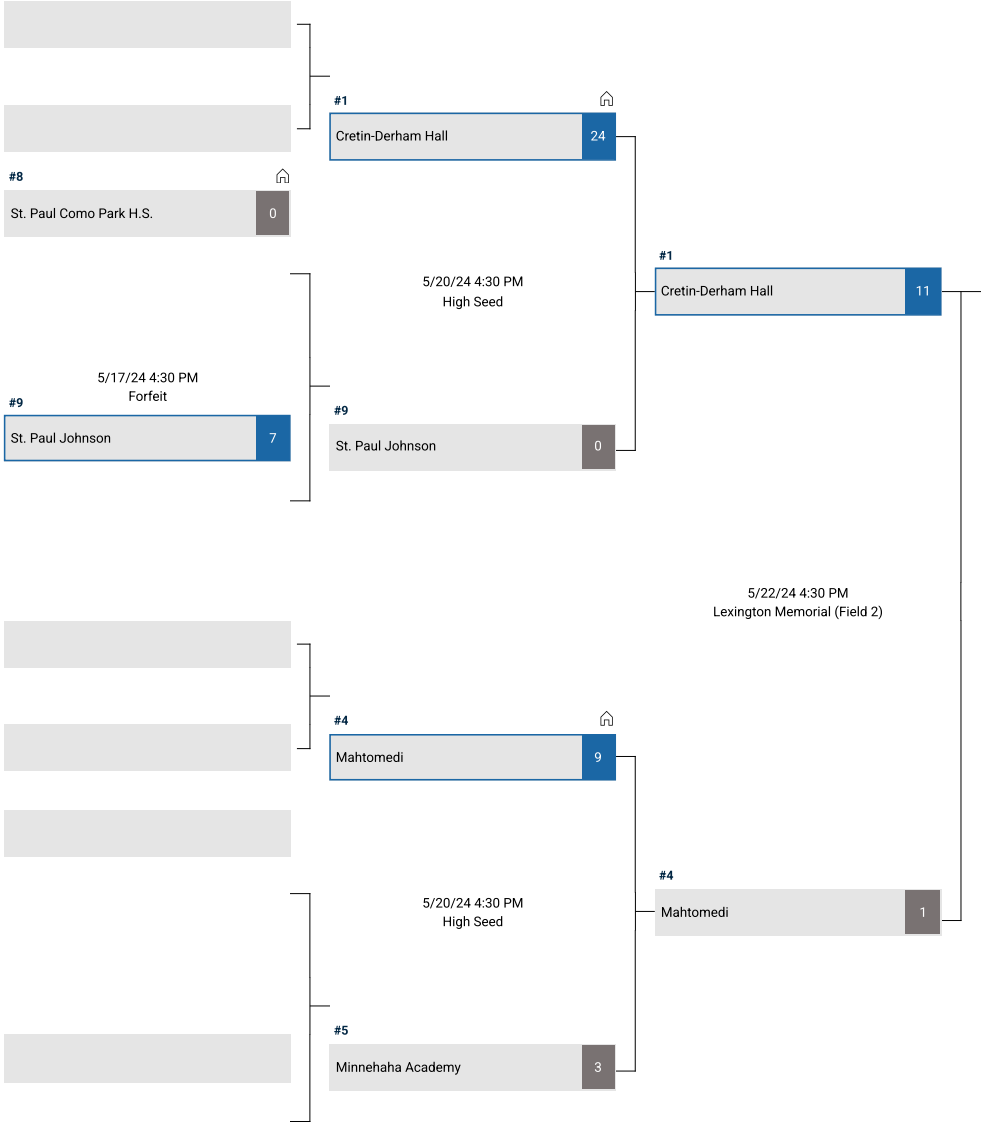 #1
Cretin-Derham Hall 24
#8
St. Paul Como Park H.S. 0
#1
Cretin-Derham Hall 11
5/20/24 4:30 PM
High Seed
5/17/24 4:30 PM
Forfeit
#9
St. Paul Johnson 7
#9
St. Paul Johnson 0
5/22/24 4:30 PM
Lexington Memorial (Field 2)
#4
Mahtomedi 9
#4
Mahtomedi 1
5/20/24 4:30 PM
High Seed
#5
Minnehaha Academy 3